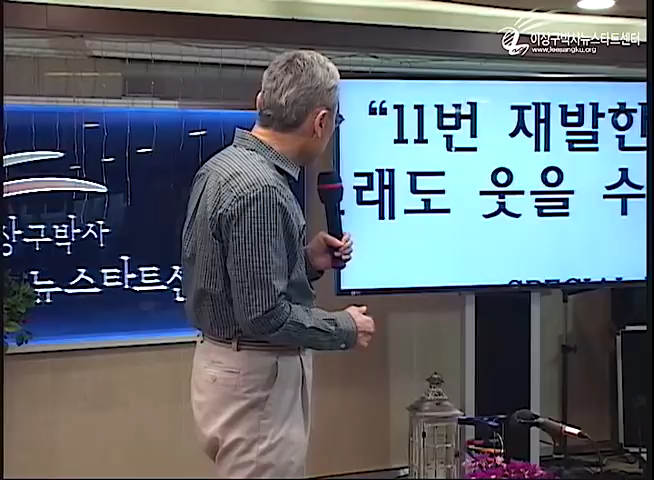 이상구박사뉴스타트센터
www.leesangku.org
“11번 재발한
래도 웃을 수
상구박사
뉴스타트센
SPECIAL